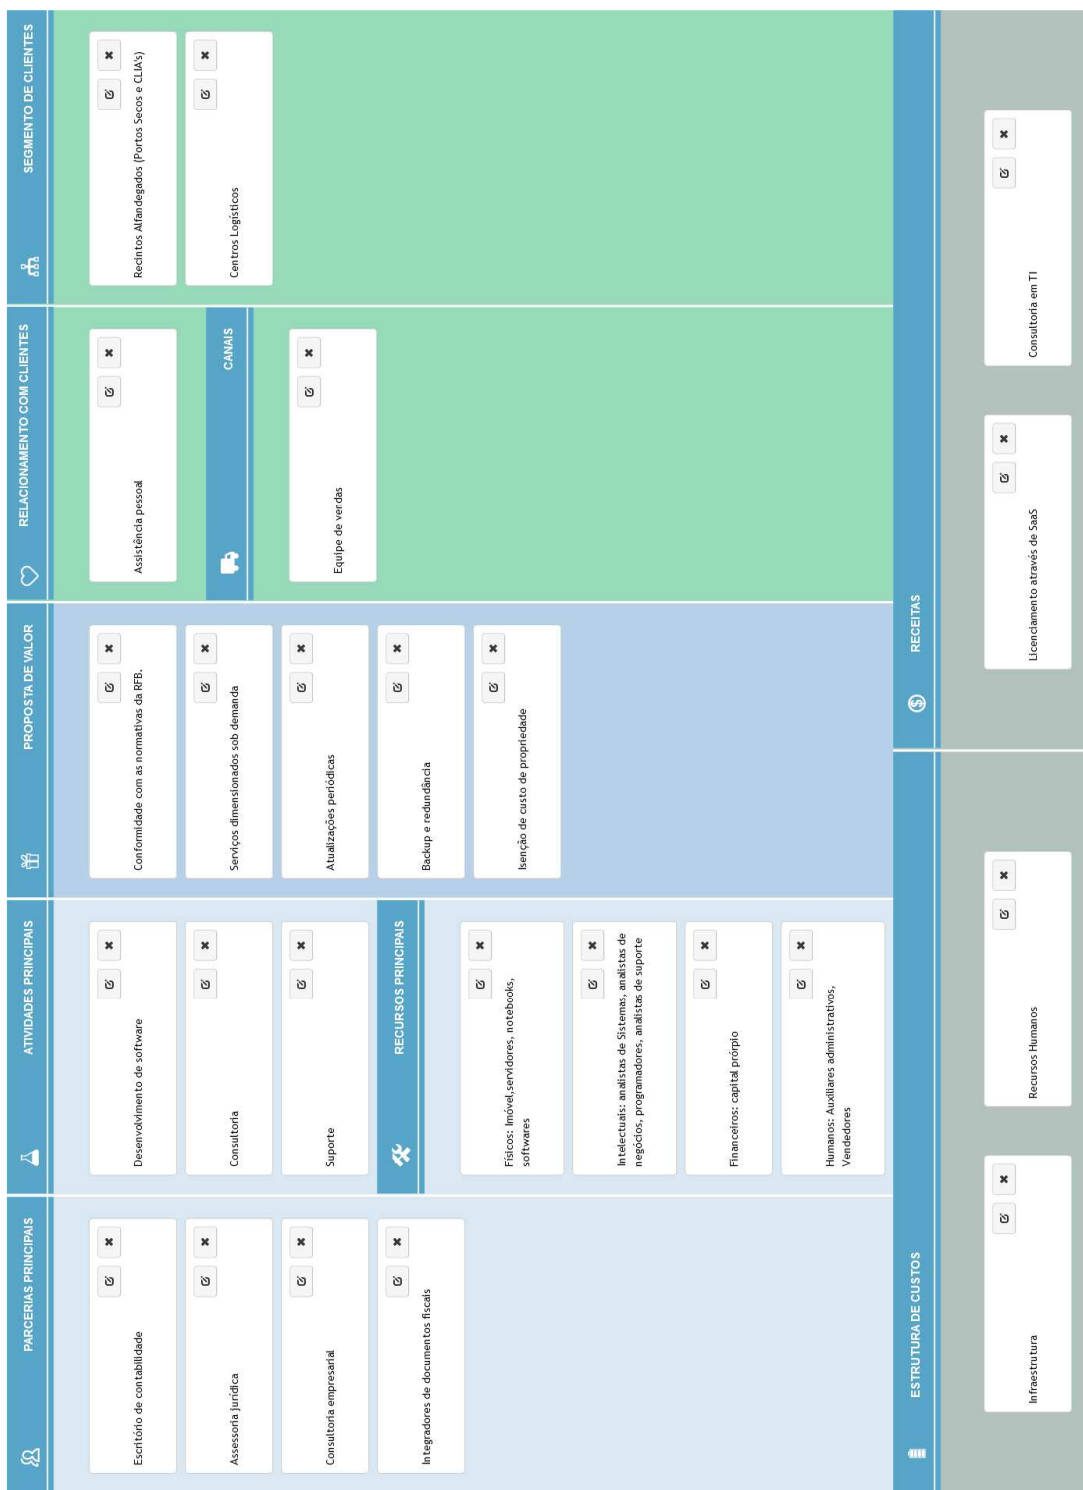 PARCERIAS PRINCIPAIS
Escritório de contabilidade
Assessoria jurídica
Consultoria empresarial
Integradores de documentos fiscais
ATIVIDADES PRINCIPAIS
Desenvolvimento de software
Consultoria
Suporte
RECURSOS PRINCIPAIS
Físicos: Imóvel,servidores, notebooks,
softwares
Intelectuais: analistas de Sistemas, analistas de
negócios, programadores, analistas de suporte
Financeiros: capital prórpio
Humanos: Auxiliares administrativos,
Vendedores
PROPOSTA DE VALOR
Conformidade com as normativas da RFB.
Serviços dimensionados sob demanda
Atualizações periódicas
Backup e redundância
Isenção de custo de propriedade
RELACIONAMENTO COM CLIENTES
Assistência pessoal
CANAIS
Equipe de vendas
SEGMENTO DE CLIENTES
Recintos Alfandegados (Portos Secos e CLIA's)
Centros Logísticos
ESTRUTURA DE CUSTOS
Infraestrutura
Recursos Humanos
RECEITAS
Licenciamento através de SaaS
Consultoria em TI